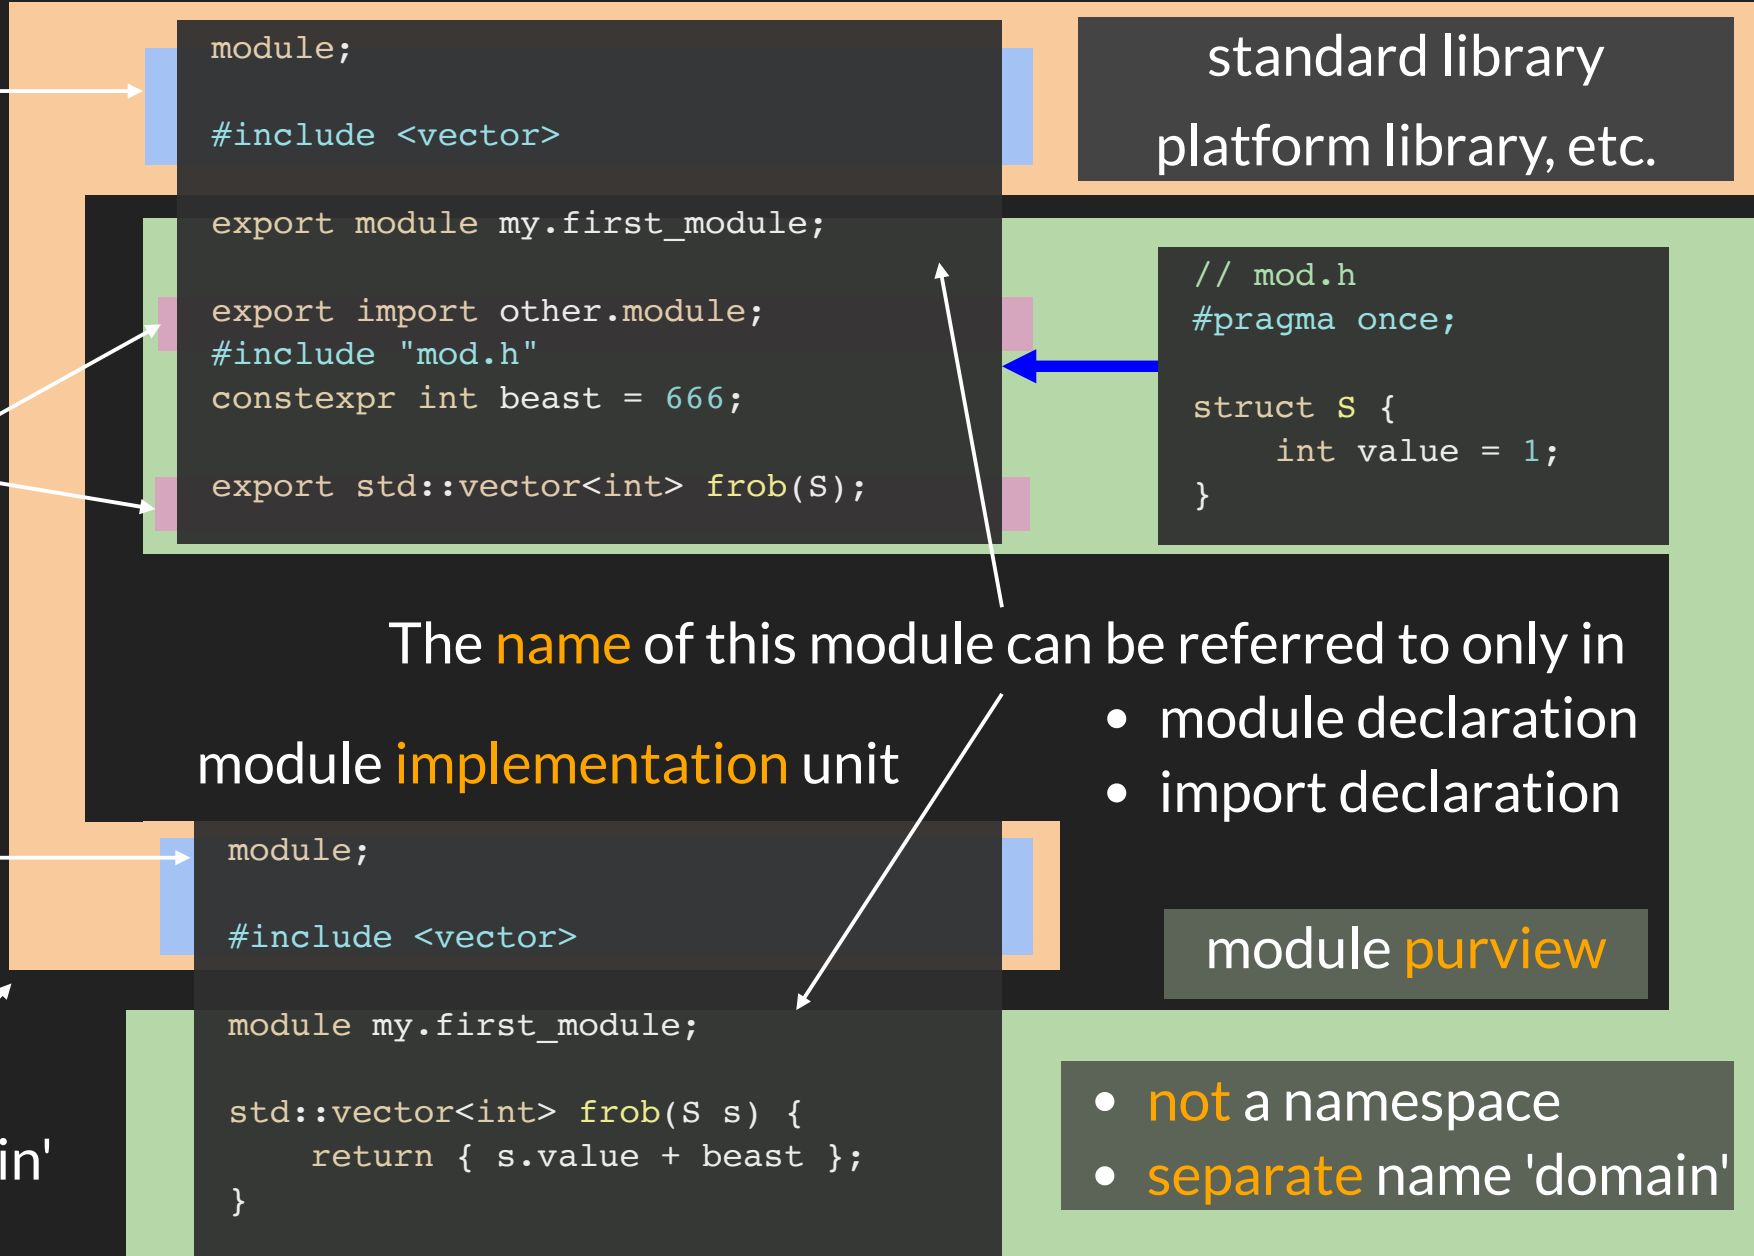 module;
#include <vector>
export module my.first_module;
export import other.module;
#include "mod.h"
constexpr int beast = 666;
export std::vector<int> frob(S);
standard library
platform library, etc.
// mod.h
#pragma once;
struct S {
    int value = 1;
}
The name of this module can be referred to only in
• module declaration
• import declaration
module implementation unit
module;
#include <vector>
module my.first_module;
std::vector<int> frob(S s) {
    return { s.value + beast };
}
module purview
• not a namespace
• separate name 'domain'
in'